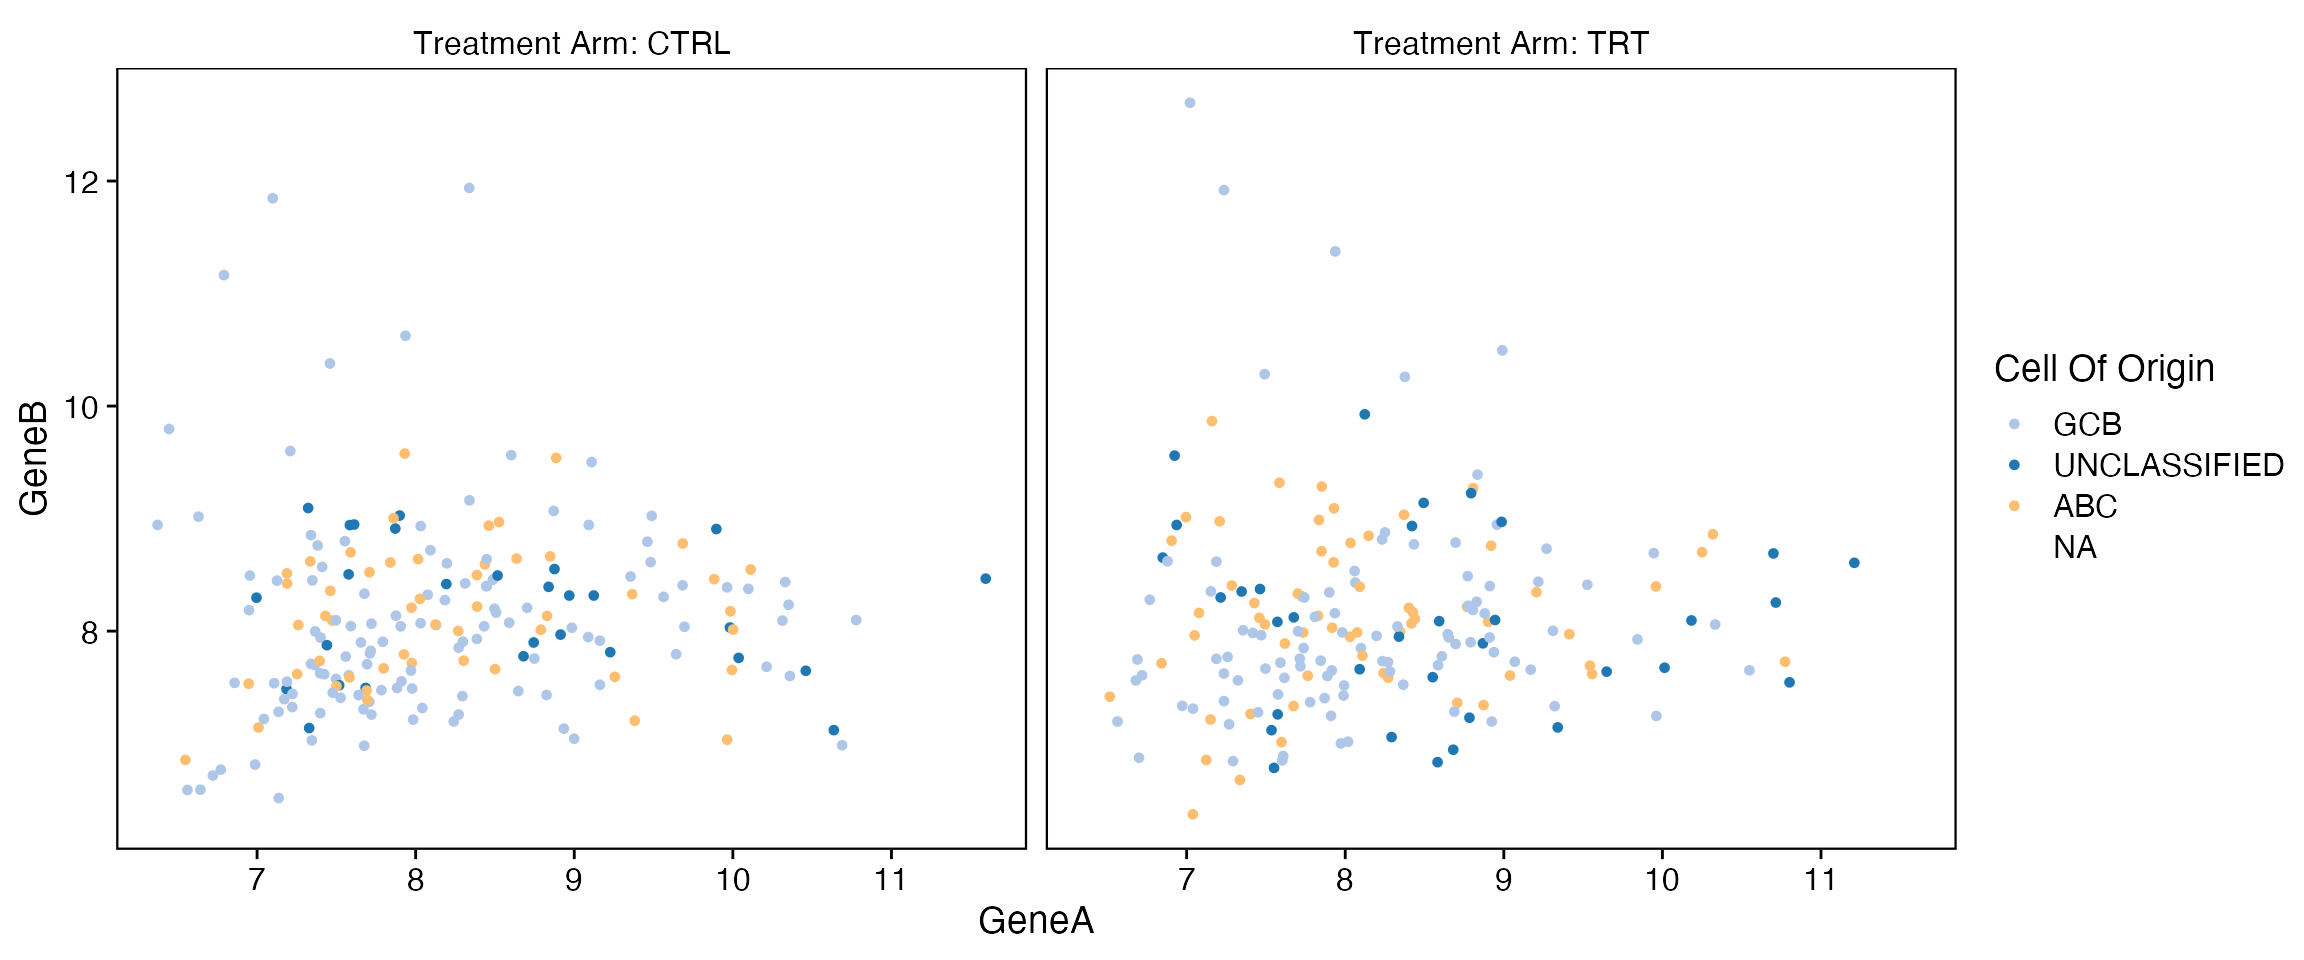 Treatment Arm: CTRL
Treatment Arm: TRT
12
10
8
GeneB
7 8 9 10 11
7 8 9 10 11
GeneA
Cell Of Origin
GCB
UNCLASSIFIED
ABC
NA